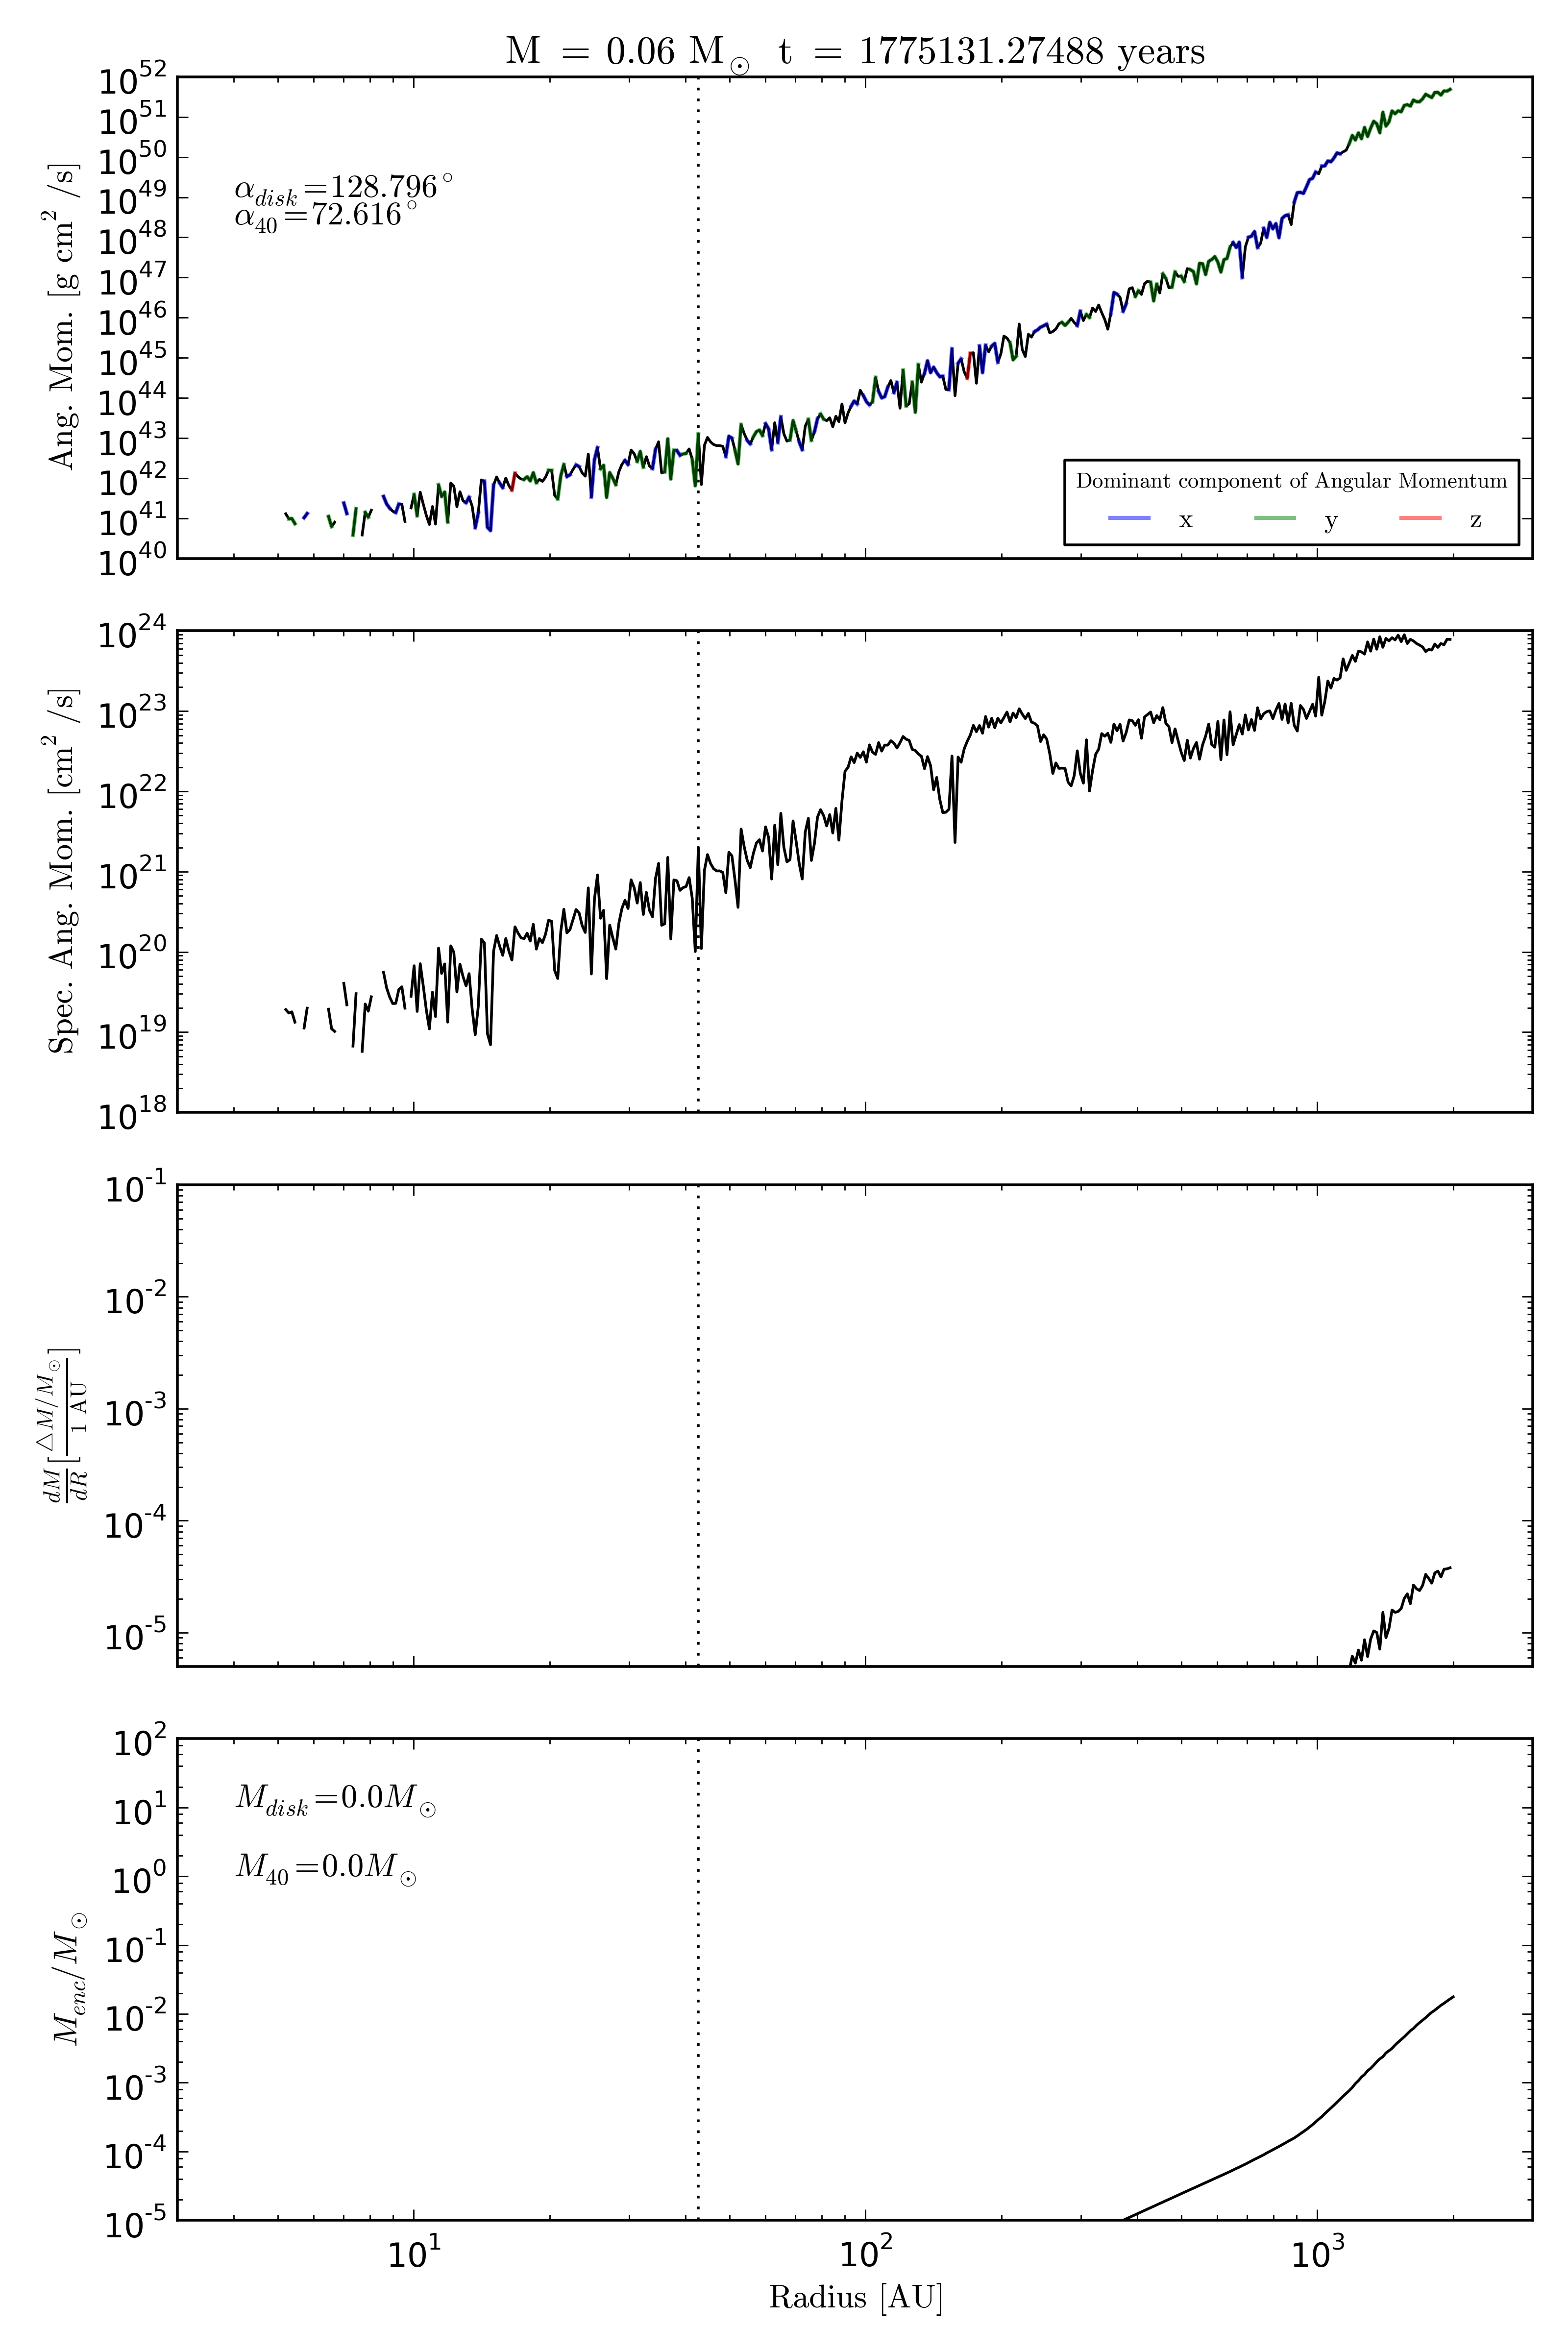 M = 0.06 M⊙ t = 1775131.27488 years
10^52
10^51
10^50
10^49
10^48
10^47
10^46
10^45
10^44
10^43
10^42
10^41
10^40
Ang. Mom. [g cm^2 /s]
α_disk=128.796°
α_40=72.616°
Dominant component of Angular Momentum
x y z
10^24
10^23
10^22
10^21
10^20
10^19
10^18
Spec. Ang. Mom. [cm^2 /s]
10^-1
10^-2
10^-3
10^-4
10^-5
dM/dR [△M/M⊙ / 1 AU]
10^2
10^1
10^0
10^-1
10^-2
10^-3
10^-4
10^-5
M_enc/M⊙
M_disk=0.0M⊙
M_40=0.0M⊙
10^1 10^2 10^3
Radius [AU]